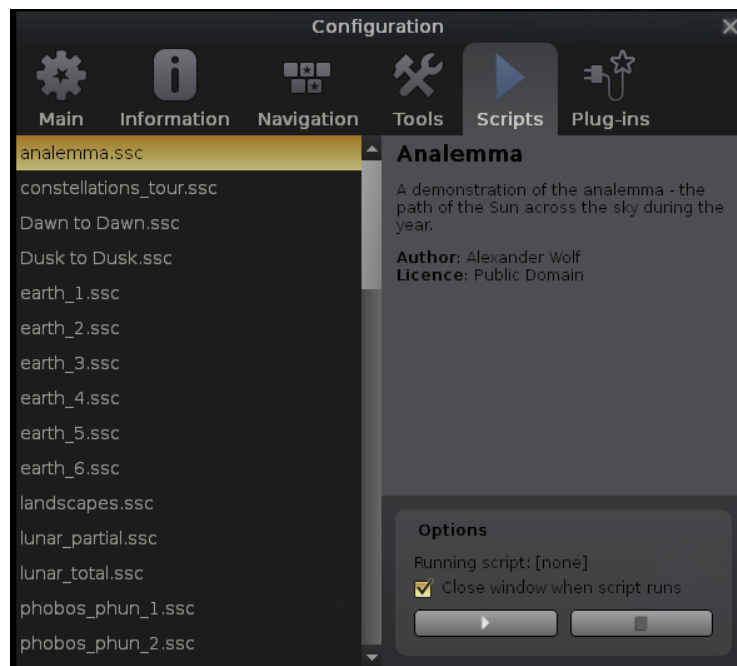 Configuration
Main
Information
Navigation
Tools
Scripts
Plug-ins
analemma.ssc
constellations_tour.ssc
Dawn to Dawn.ssc
Dusk to Dusk.ssc
earth_1.ssc
earth_2.ssc
earth_3.ssc
earth_4.ssc
earth_5.ssc
earth_6.ssc
landscapes.ssc
lunar_partial.ssc
lunar_total.ssc
phobos_phun_1.ssc
phobos_phun_2.ssc
Analemma
A demonstration of the analemma - the
path of the Sun across the sky during the
year.
Author: Alexander Wolf
Licence: Public Domain
Options
Running script: [none]
Close window when script runs